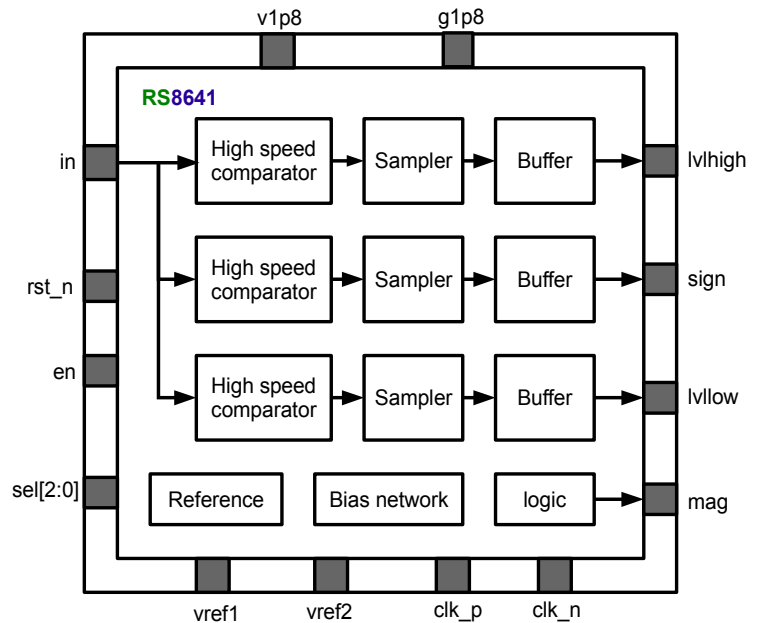 v1p8
g1p8
RS8641
in
High speed comparator
Sampler
Buffer
lvlhigh
rst_n
High speed comparator
Sampler
Buffer
sign
en
High speed comparator
Sampler
Buffer
lvllow
sel[2:0]
Reference
Bias network
logic
mag
vref1
vref2
clk_p
clk_n